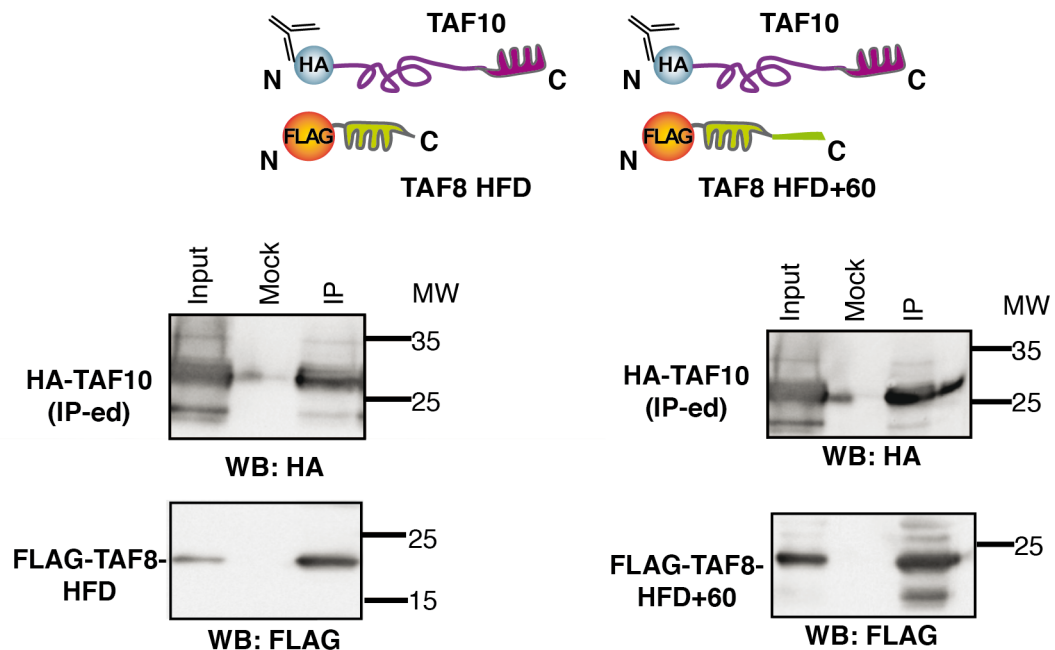 TAF10
HA
N
C
FLAG
N
C
TAF8 HFD
TAF10
HA
N
C
FLAG
N
C
TAF8 HFD+60
Input
Mock
IP
MW
HA-TAF10
(IP-ed)
35
25
WB: HA
FLAG-TAF8-
HFD
25
15
WB: FLAG
Input
Mock
IP
MW
HA-TAF10
(IP-ed)
35
25
WB: HA
FLAG-TAF8-
HFD+60
25
WB: FLAG